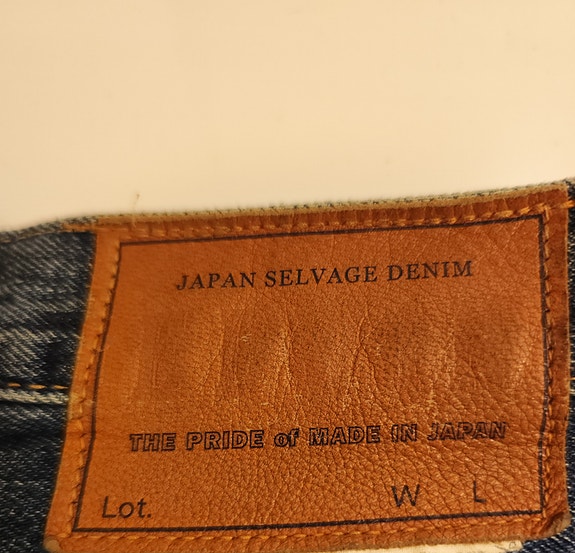 JAPAN SELVAGE DENIM
THE PRIDE of MADE IN JAPAN
Lot. W L